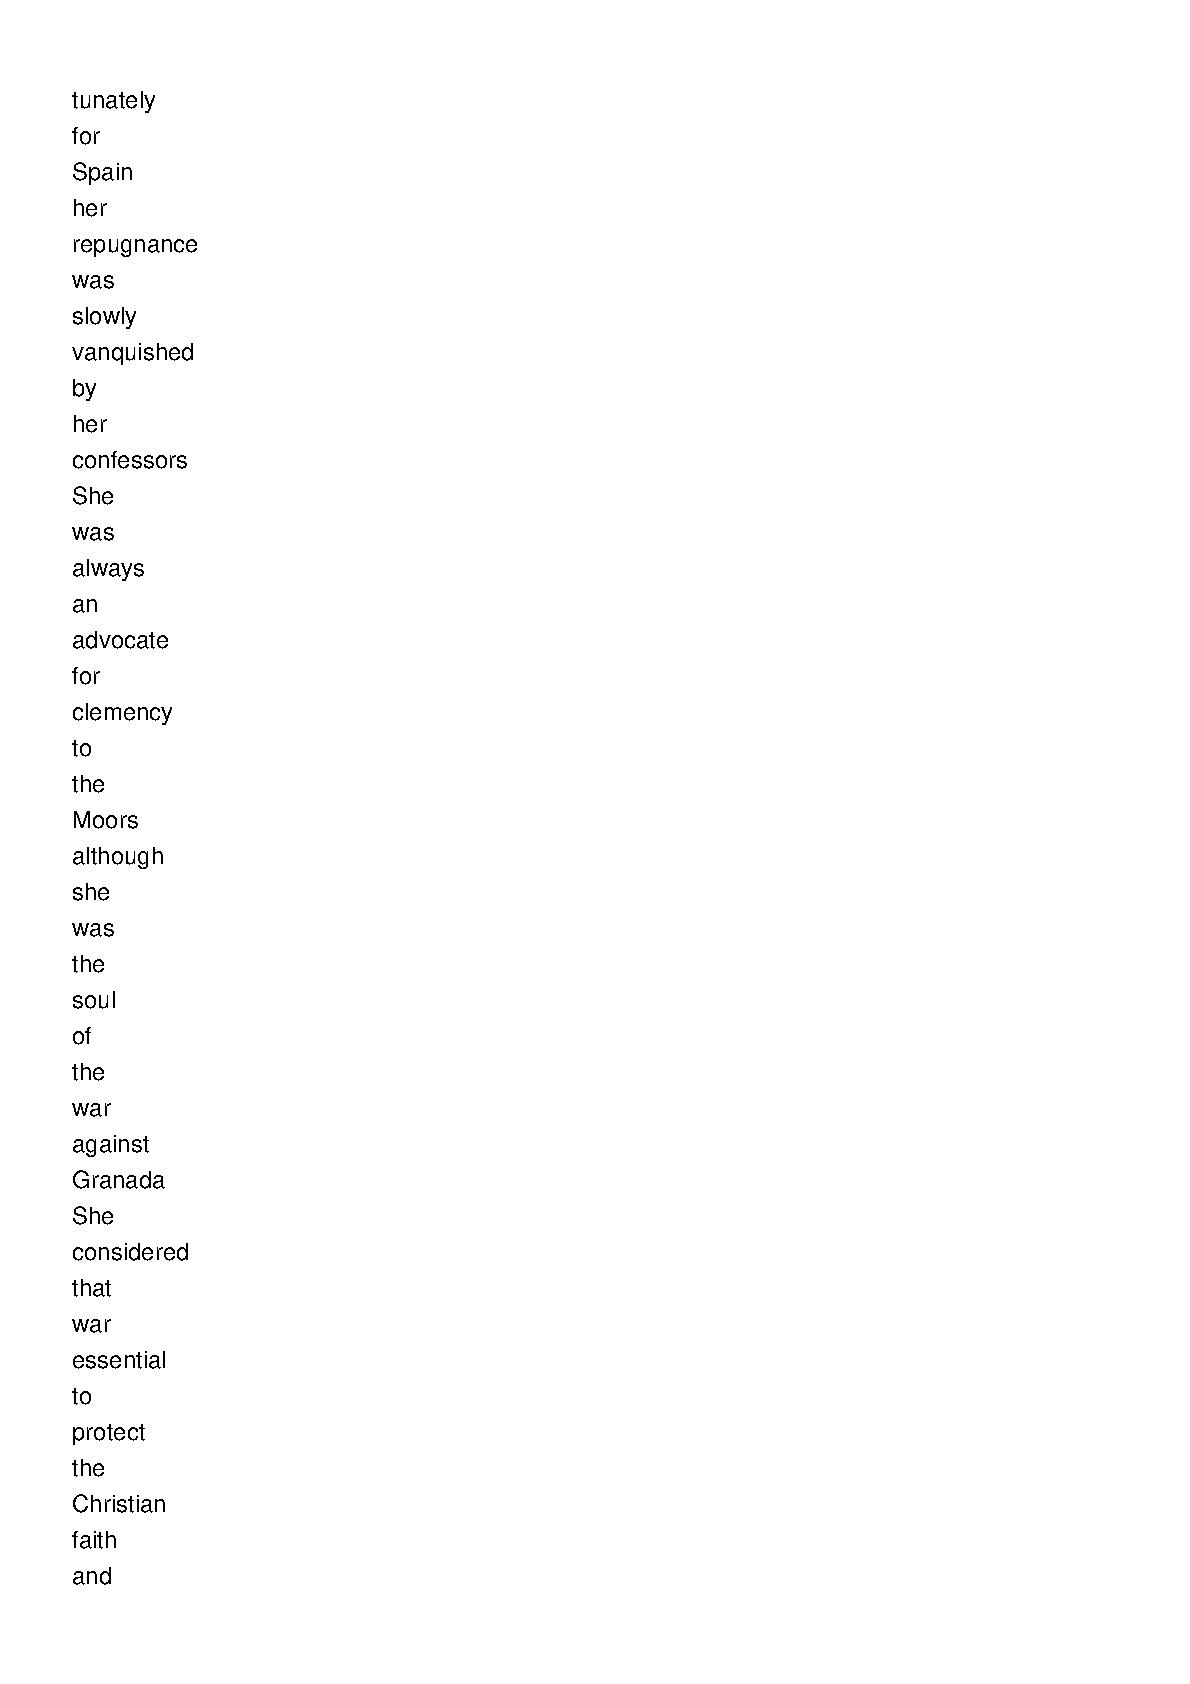 tunately
for
Spain
her
repugnance
was
slowly
vanquished
by
her
confessors
She
was
always
an
advocate
for
clemency
to
the
Moors
although
she
was
the
soul
of
the
war
against
Granada
She
considered
that
war
essential
to
protect
the
Christian
faith
and